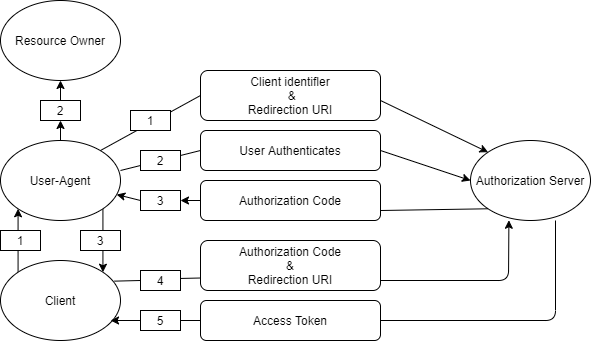 Resource Owner
2
Client identifler
&
Redirection URI
1
User Authenticates
2
User-Agent
Authorization Server
3
Authorization Code
1
3
Authorization Code
&
Redirection URI
4
Client
5
Access Token